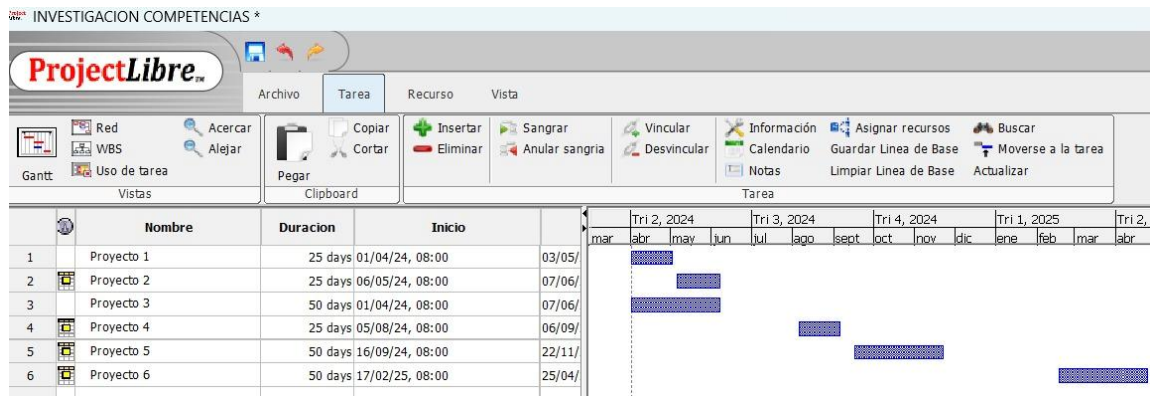 INVESTIGACION COMPETENCIAS *
ProjectLibre
Archivo Tarea Recurso Vista
Red Acercar Copiar Insertar Sangrar Vincular Información Asignar recursos Buscar
WBS Alejar Cortar Eliminar Anular sangria Desvincular Calendario Guardar Linea de Base Moverse a la tarea
Gantt Uso de tarea Pegar Notas Limpiar Linea de Base Actualizar
Vistas Clipboard Tarea
Nombre Duracion Inicio
Tri 2, 2024 Tri 3, 2024 Tri 4, 2024 Tri 1, 2025 Tri 2,
mar abr may jun jul ago sept oct nov dic ene feb mar abr
1 Proyecto 1 25 days 01/04/24, 08:00 03/05/
2 Proyecto 2 25 days 06/05/24, 08:00 07/06/
3 Proyecto 3 50 days 01/04/24, 08:00 07/06/
4 Proyecto 4 25 days 05/08/24, 08:00 06/09/
5 Proyecto 5 50 days 16/09/24, 08:00 22/11/
6 Proyecto 6 50 days 17/02/25, 08:00 25/04/